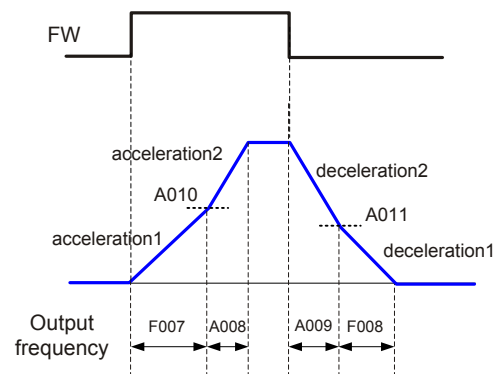 FW
acceleration2
deceleration2
A010
A011
acceleration1
deceleration1
Output
frequency
F007
A008
A009
F008